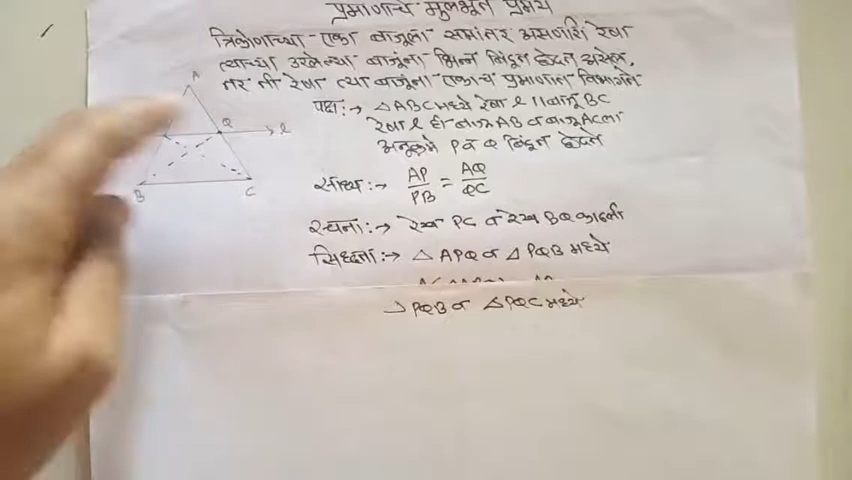 प्रमाणाचे मुलभूत प्रमेय
त्रिकोणाच्या एका बाजूला समांतर असणारी रेषा
त्याच्या उरलेल्या बाजूंना भिन्न बिंदूत छेदत असेल,
तर ती रेषा त्या बाजूंना एकाच प्रमाणात विभागते
पक्ष :→ △ABC मध्ये रेषा l || बाजू BC
रेषा l ही बाजू AB व बाजू AC ला
अनुक्रमे P व Q बिंदूत छेदते
साध्य :→ AP/PB = AQ/QC
रचना :→ रेख PC व रेख BQ काढली
सिध्दता :→ △ APQ व △ PQB मध्ये
PQB व △ PQC मध्ये
A
Q
l
B
C